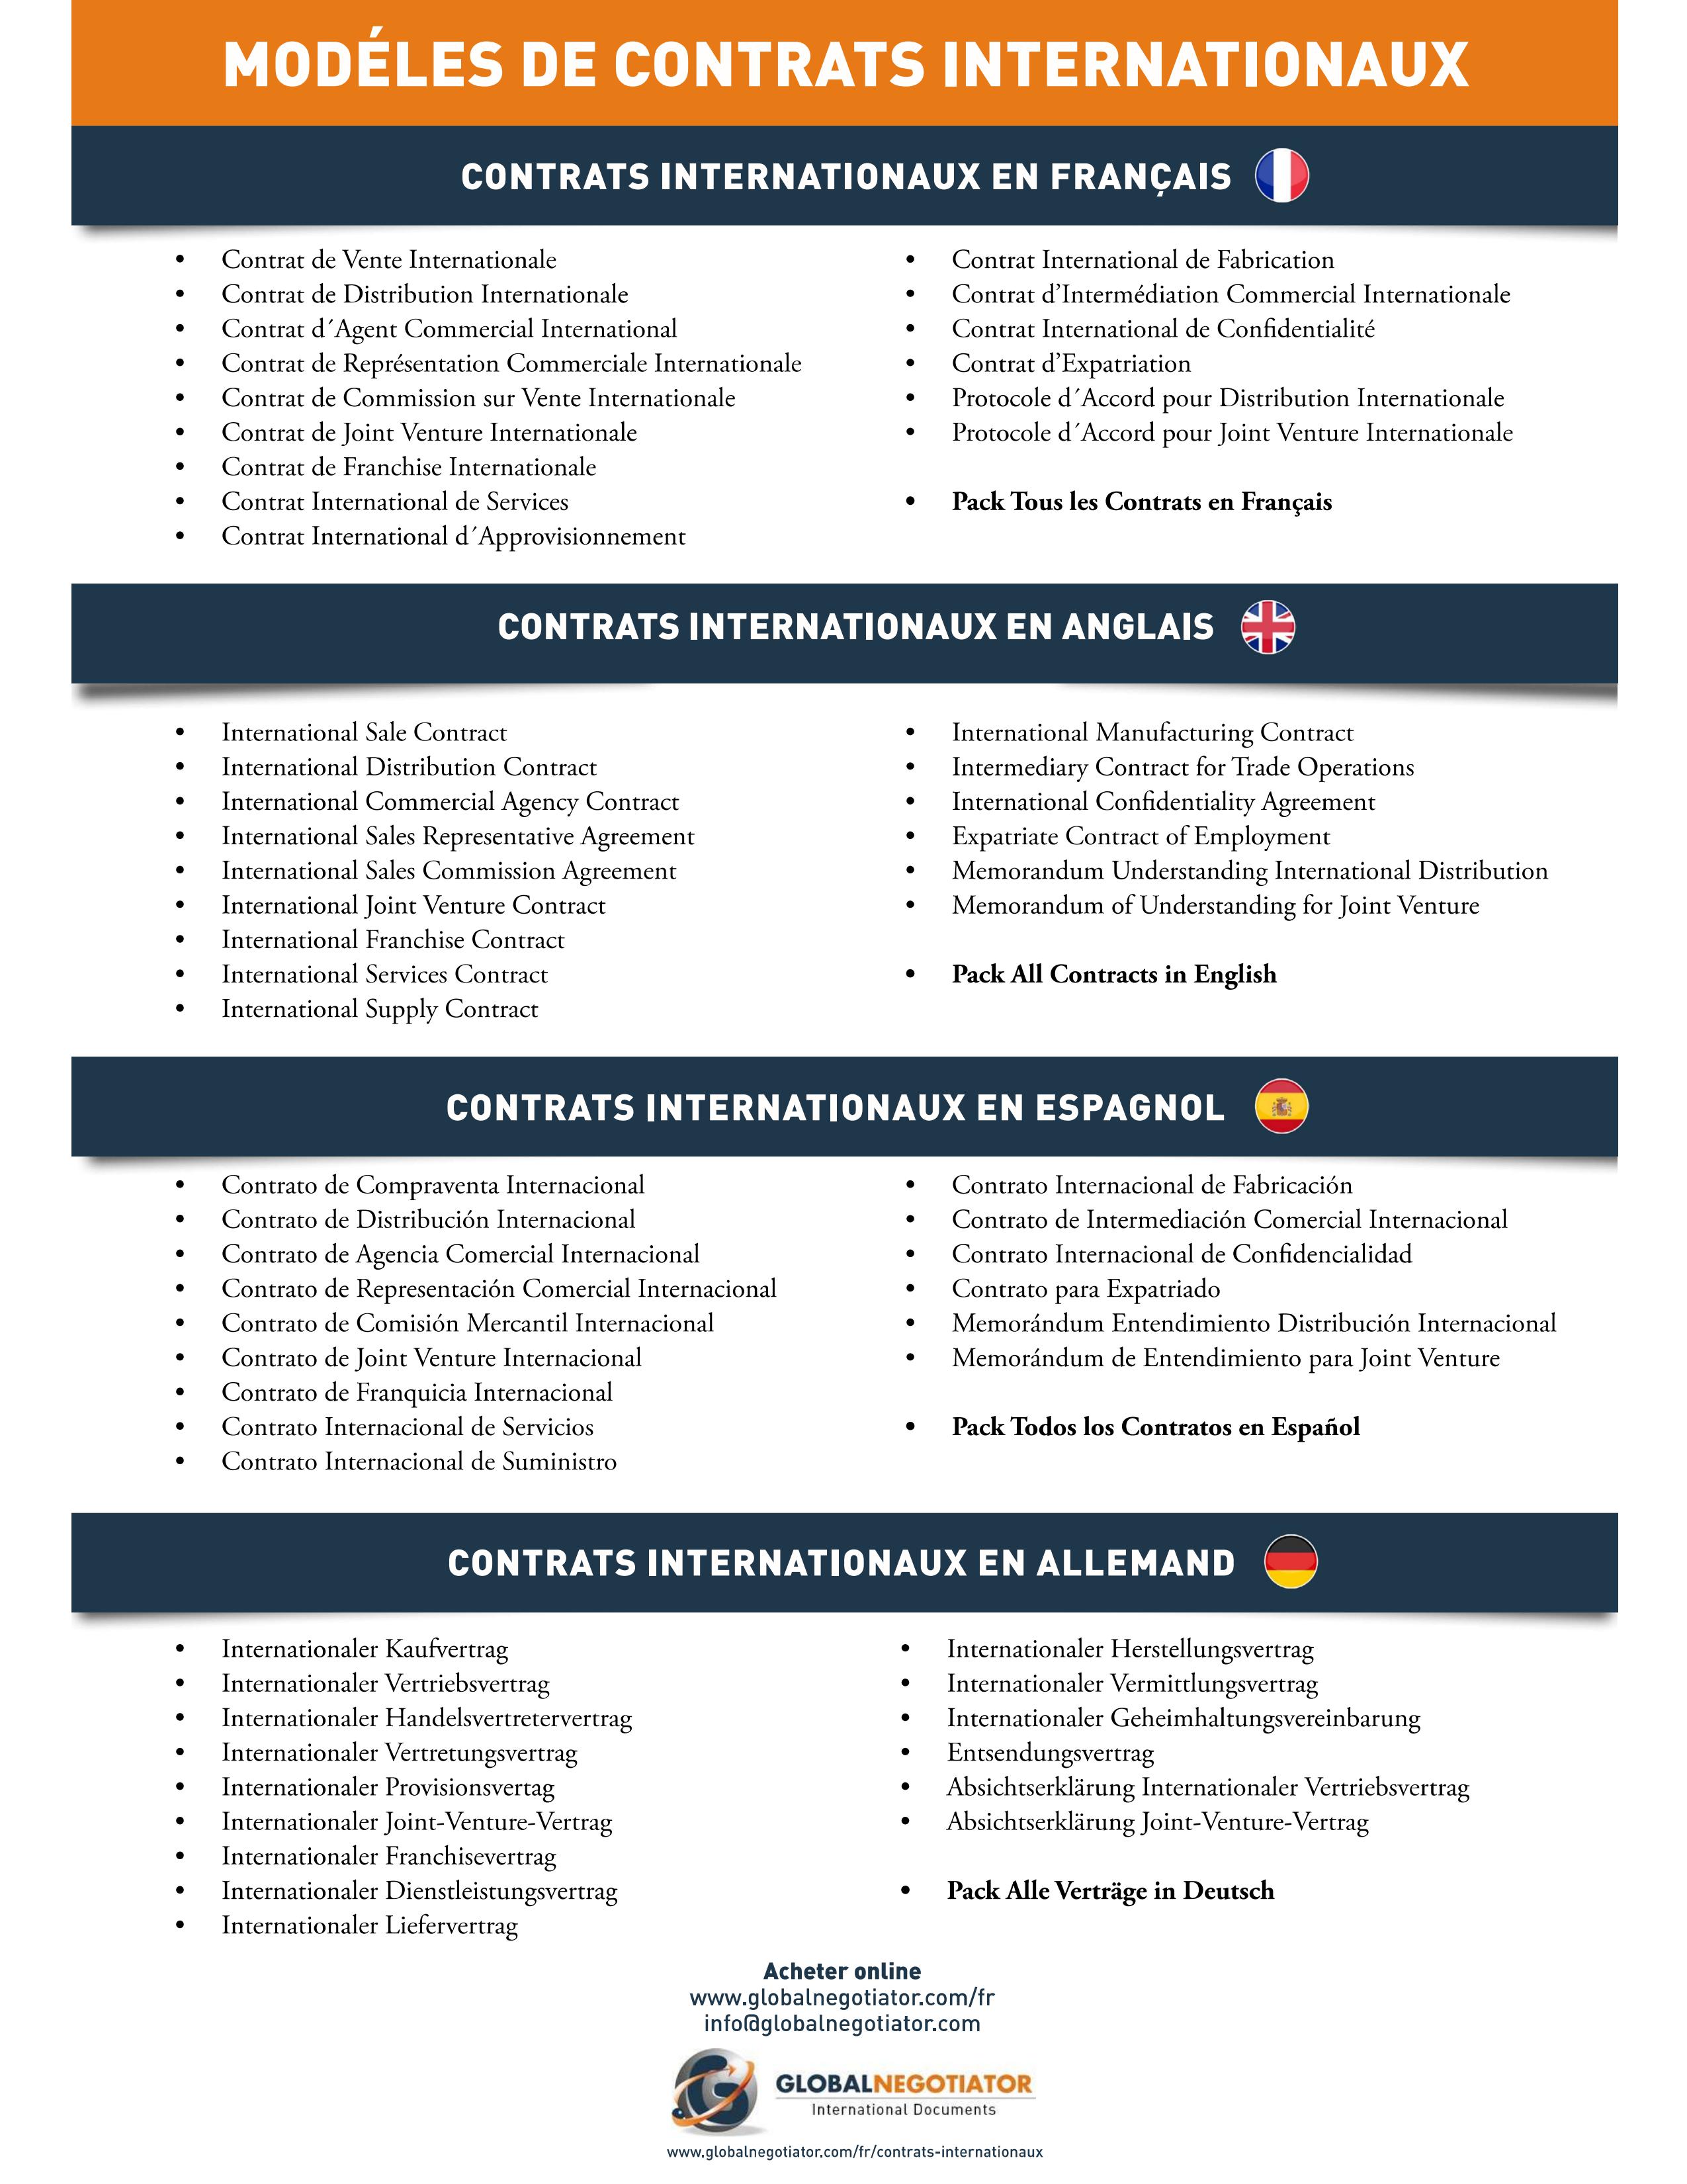 MODÉLES DE CONTRATS INTERNATIONAUX
CONTRATS INTERNATIONAUX EN FRANÇAIS
• Contrat de Vente Internationale
• Contrat de Distribution Internationale
• Contrat d´Agent Commercial International
• Contrat de Représentation Commerciale Internationale
• Contrat de Commission sur Vente Internationale
• Contrat de Joint Venture Internationale
• Contrat de Franchise Internationale
• Contrat International de Services
• Contrat International d´Approvisionnement
• Contrat International de Fabrication
• Contrat d’Intermédiation Commercial Internationale
• Contrat International de Confidentialité
• Contrat d’Expatriation
• Protocole d´Accord pour Distribution Internationale
• Protocole d´Accord pour Joint Venture Internationale
• Pack Tous les Contrats en Français
CONTRATS INTERNATIONAUX EN ANGLAIS
• International Sale Contract
• International Distribution Contract
• International Commercial Agency Contract
• International Sales Representative Agreement
• International Sales Commission Agreement
• International Joint Venture Contract
• International Franchise Contract
• International Services Contract
• International Supply Contract
• International Manufacturing Contract
• Intermediary Contract for Trade Operations
• International Confidentiality Agreement
• Expatriate Contract of Employment
• Memorandum Understanding International Distribution
• Memorandum of Understanding for Joint Venture
• Pack All Contracts in English
CONTRATS INTERNATIONAUX EN ESPAGNOL
• Contrato de Compraventa Internacional
• Contrato de Distribución Internacional
• Contrato de Agencia Comercial Internacional
• Contrato de Representación Comercial Internacional
• Contrato de Comisión Mercantil Internacional
• Contrato de Joint Venture Internacional
• Contrato de Franquicia Internacional
• Contrato Internacional de Servicios
• Contrato Internacional de Suministro
• Contrato Internacional de Fabricación
• Contrato de Intermediación Comercial Internacional
• Contrato Internacional de Confidencialidad
• Contrato para Expatriado
• Memorándum Entendimiento Distribución Internacional
• Memorándum de Entendimiento para Joint Venture
• Pack Todos los Contratos en Español
CONTRATS INTERNATIONAUX EN ALLEMAND
• Internationaler Kaufvertrag
• Internationaler Vertriebsvertrag
• Internationaler Handelsvertretervertrag
• Internationaler Vertretungsvertrag
• Internationaler Provisionsvertag
• Internationaler Joint-Venture-Vertrag
• Internationaler Franchisevertrag
• Internationaler Dienstleistungsvertrag
• Internationaler Liefervertrag
• Internationaler Herstellungsvertrag
• Internationaler Vermittlungsvertrag
• Internationaler Geheimhaltungsvereinbarung
• Entsendungsvertrag
• Absichtserklärung Internationaler Vertriebsvertrag
• Absichtserklärung Joint-Venture-Vertrag
• Pack Alle Verträge in Deutsch
Acheter online
www.globalnegotiator.com/fr
info@globalnegotiator.com
GLOBALNEGOTIATOR
International Documents
www.globalnegotiator.com/fr/contrats-internationaux